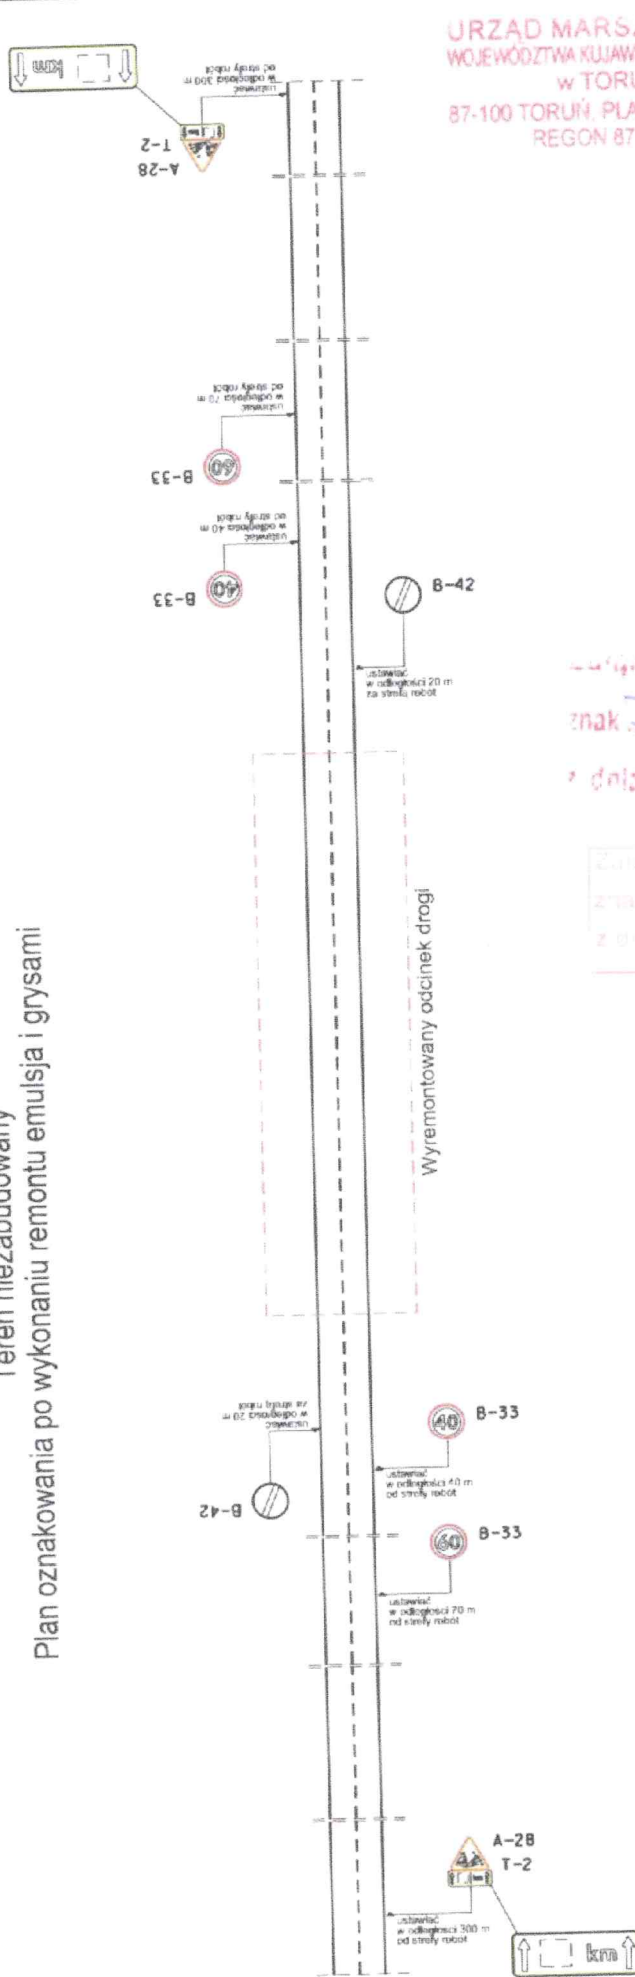 URZĄD MARSZ
WOJEWÓDZTWA KUJAW
w TORU
87-100 TORUŃ, PLA
REGON 87
km
T-2
A-28
ustawiać
w odległości 300 m
od strefy robót
ustawiać
w odległości 70 m
od strefy robót
60
B-33
ustawiać
w odległości 40 m
od strefy robót
40
B-33
B-42
ustawiać
w odległości 20 m
za strefą robót
znak
z dnia
Teren niezabudowany
Plan oznakowania po wykonaniu remontu emulsja i grysami
Wyremontowany odcinek drogi
ustawiać
w odległości 20 m
za strefą robót
B-42
40
B-33
ustawiać
w odległości 40 m
od strefy robót
60
B-33
ustawiać
w odległości 70 m
od strefy robót
A-28
T-2
ustawiać
w odległości 300 m
od strefy robót
km